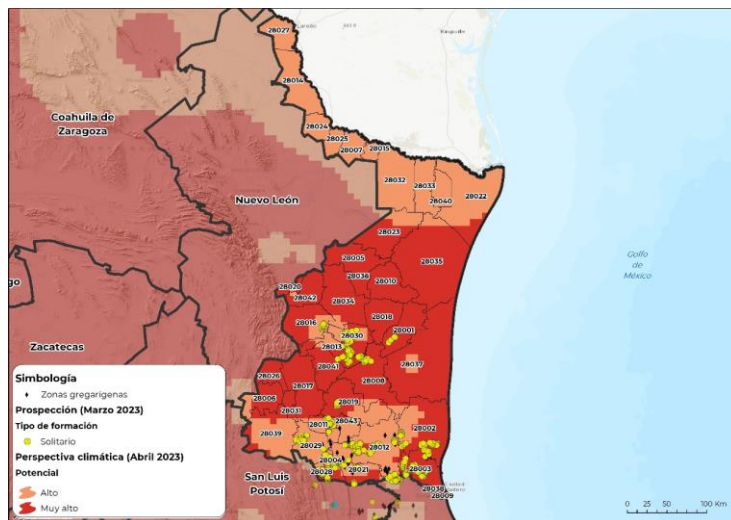 Laredo
Kingsville
28027
28014
Coahuila de
Zaragoza
28024
28025
28007
28015
28032
28033
28022
28040
Nuevo León
28023
28005
28035
28036
28010
28020
28042
28034
28016
28018
28001
28030
28013
28037
28041
28026
28017
28008
28006
28031
28019
28011
28043
28002
28039
28029
28012
28004
28021
28003
28028
28038
28009
Golfo
de
México
Zacatecas
San Luis
Potosí
go
Simbología
Zonas gregarígenas
Prospección (Marzo 2023)
Tipo de formación
Solitario
Perspectiva climática (Abril 2023)
Potencial
Alto
Muy alto
0 25 50 100 Km